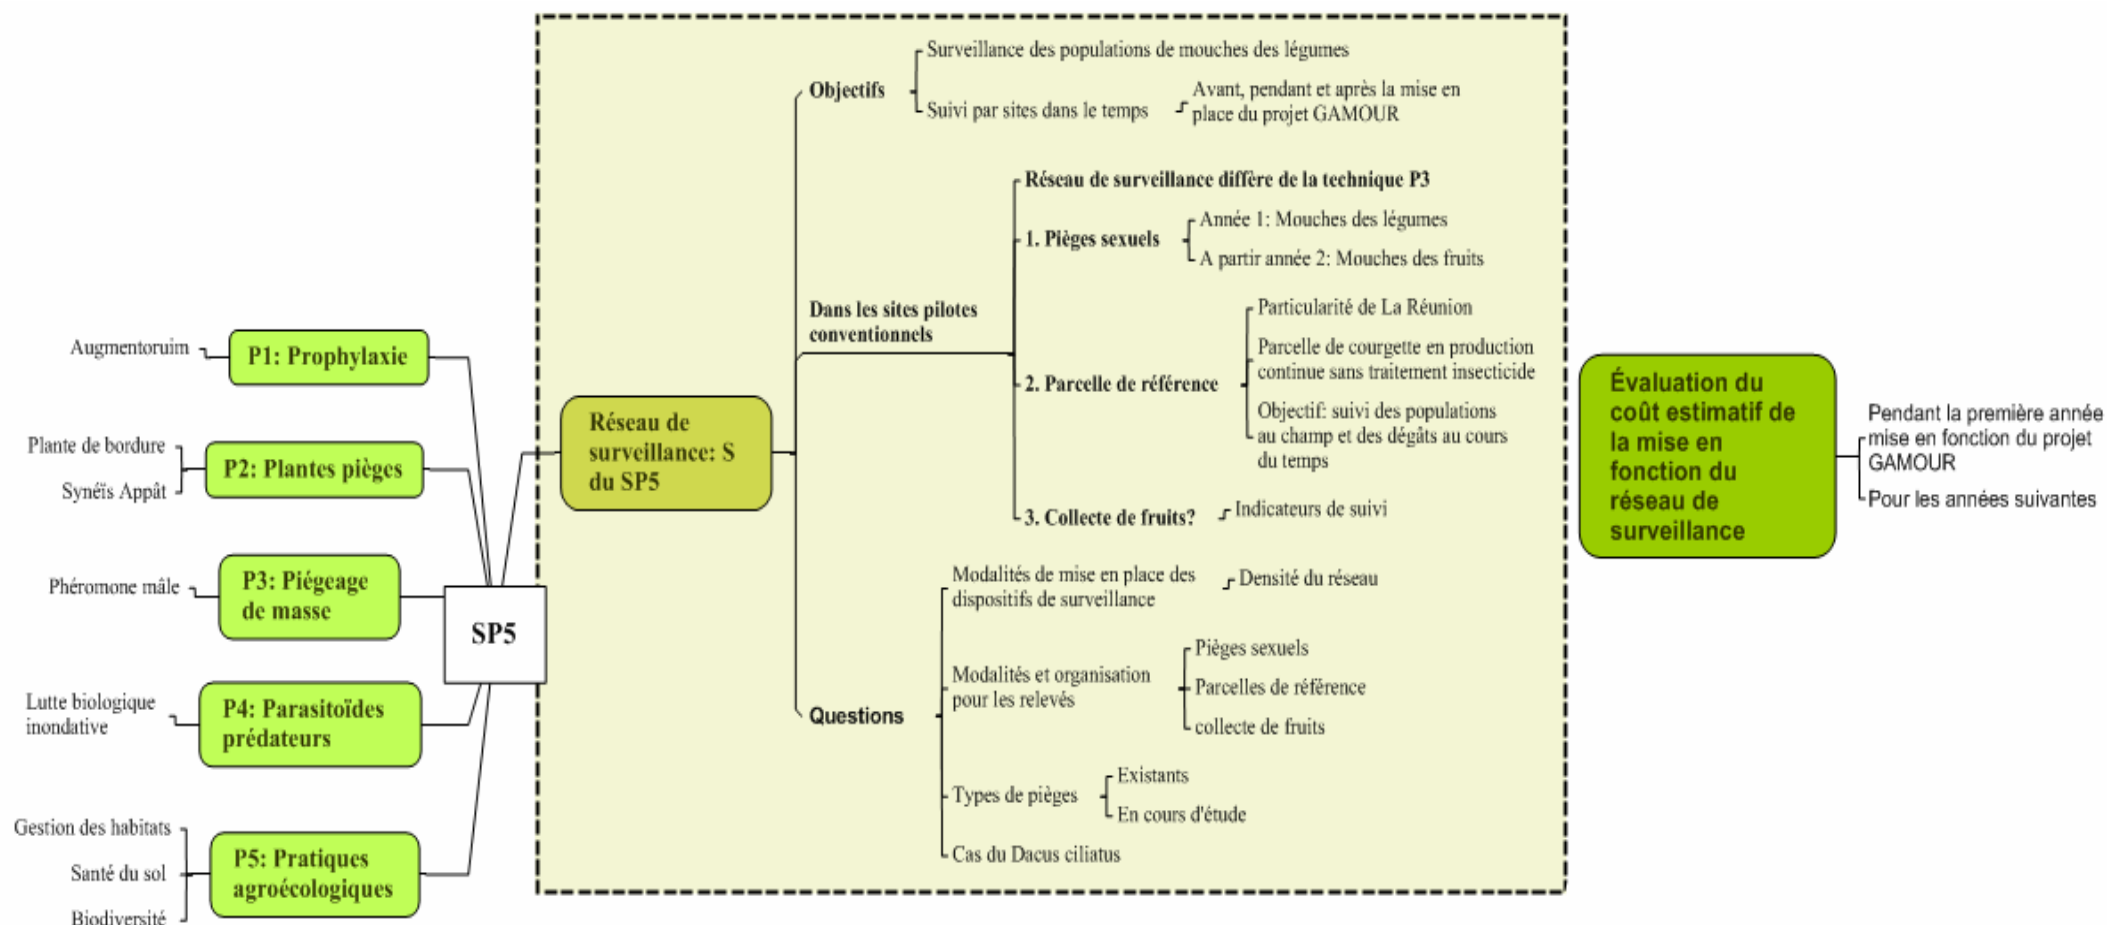 Augmentoruim
P1: Prophylaxie
Plante de bordure
Synéïs Appât
P2: Plantes pièges
Phéromone mâle
P3: Piégeage
de masse
Lutte biologique
inondative
P4: Parasitoïdes
prédateurs
Gestion des habitats
Santé du sol
Biodiversité
P5: Pratiques
agroécologiques
SP5
Réseau de
surveillance: S
du SP5
Objectifs
Surveillance des populations de mouches des légumes
Suivi par sites dans le temps
Avant, pendant et après la mise en
place du projet GAMOUR
Dans les sites pilotes
conventionnels
Réseau de surveillance diffère de la technique P3
1. Pièges sexuels
Année 1: Mouches des légumes
A partir année 2: Mouches des fruits
2. Parcelle de référence
Particularité de La Réunion
Parcelle de courgette en production
continue sans traitement insecticide
Objectif: suivi des populations
au champ et des dégâts au cours
du temps
3. Collecte de fruits?
Indicateurs de suivi
Questions
Modalités de mise en place des
dispositifs de surveillance
Densité du réseau
Modalités et organisation
pour les relevés
Pièges sexuels
Parcelles de référence
collecte de fruits
Types de pièges
Existants
En cours d'étude
Cas du Dacus ciliatus
Évaluation du
coût estimatif de
la mise en
fonction du
réseau de
surveillance
Pendant la première année
mise en fonction du projet
GAMOUR
Pour les années suivantes